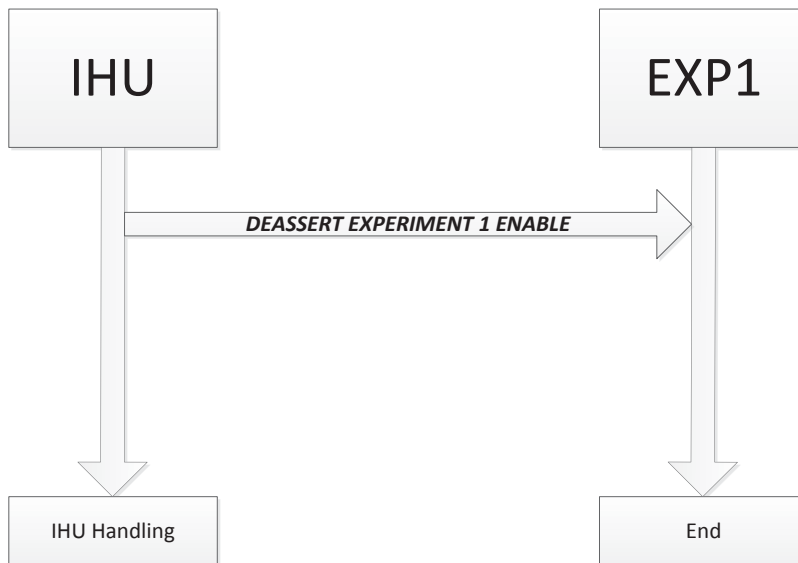 IHU
EXP1
DEASSERT EXPERIMENT 1 ENABLE
IHU Handling
End